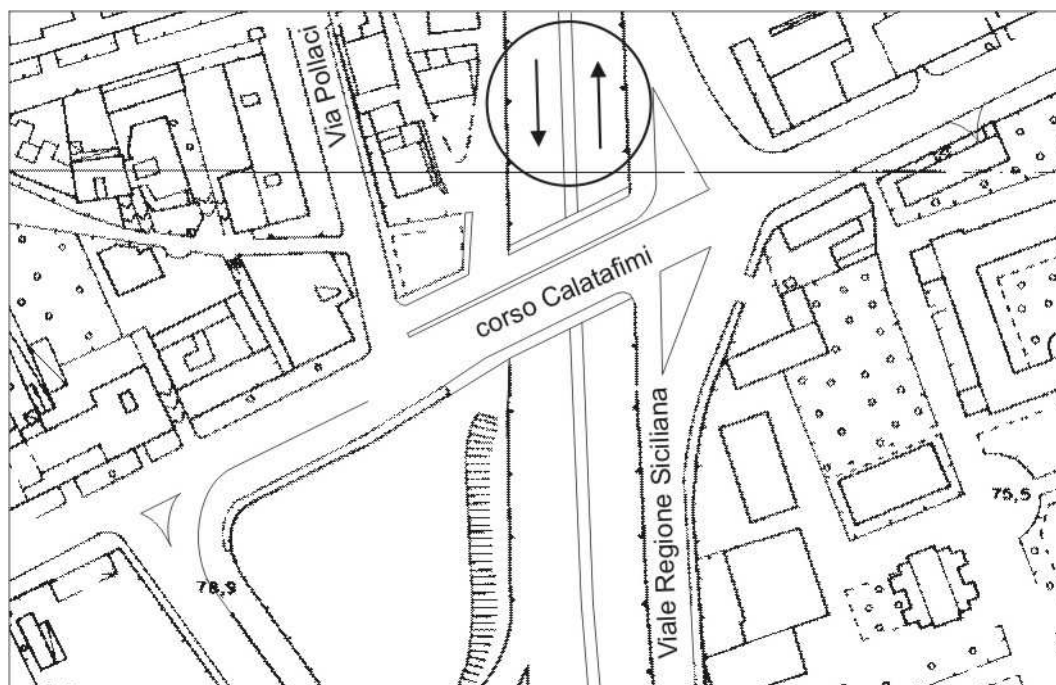 Via Pollaci
corso Calatafimi
Viale Regione Siciliana
75,5
78,9